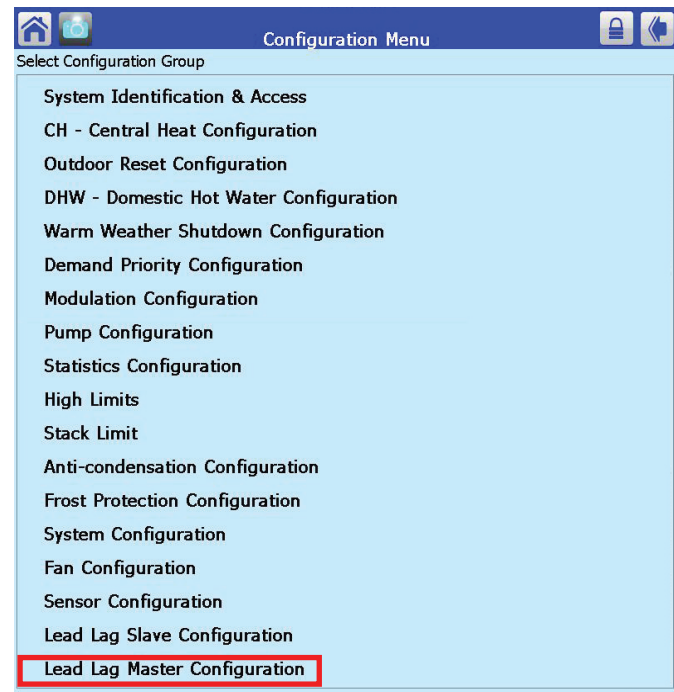 Configuration Menu
Select Configuration Group
System Identification & Access
CH - Central Heat Configuration
Outdoor Reset Configuration
DHW - Domestic Hot Water Configuration
Warm Weather Shutdown Configuration
Demand Priority Configuration
Modulation Configuration
Pump Configuration
Statistics Configuration
High Limits
Stack Limit
Anti-condensation Configuration
Frost Protection Configuration
System Configuration
Fan Configuration
Sensor Configuration
Lead Lag Slave Configuration
Lead Lag Master Configuration